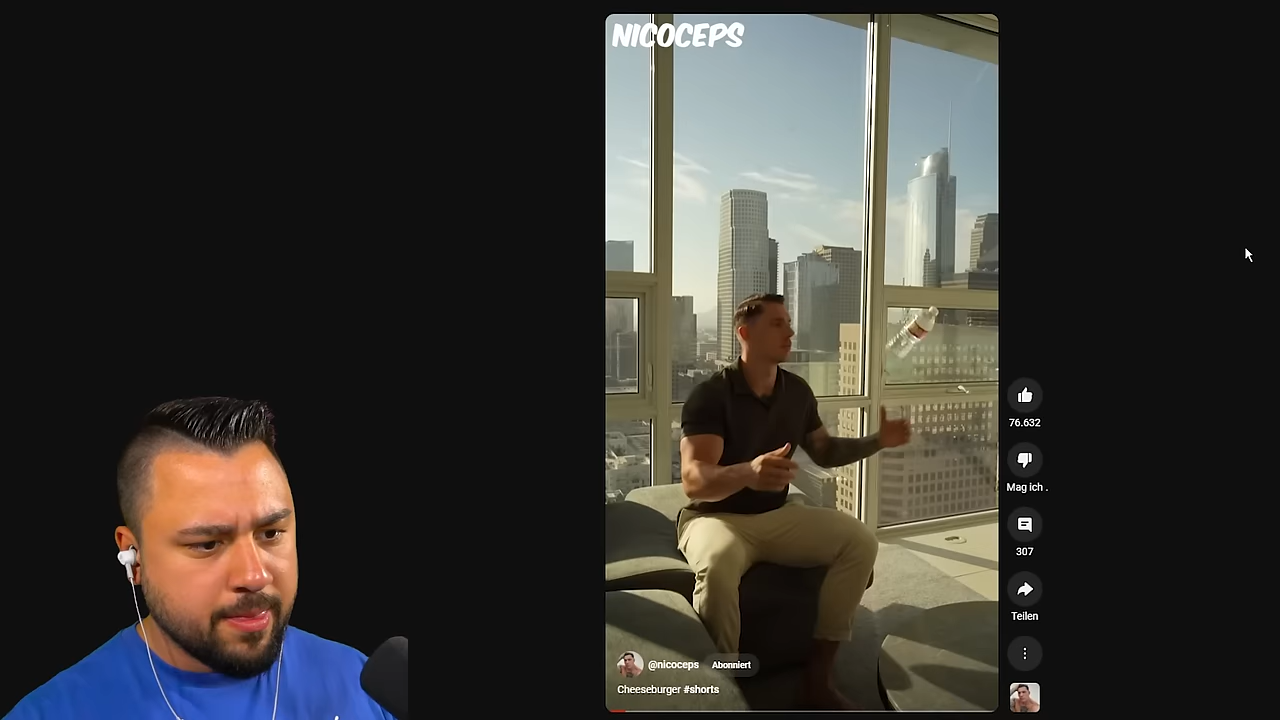 NICOCEPS
76.632
Mag ich .
307
Teilen
@nicoceps Abonniert
Cheeseburger #shorts